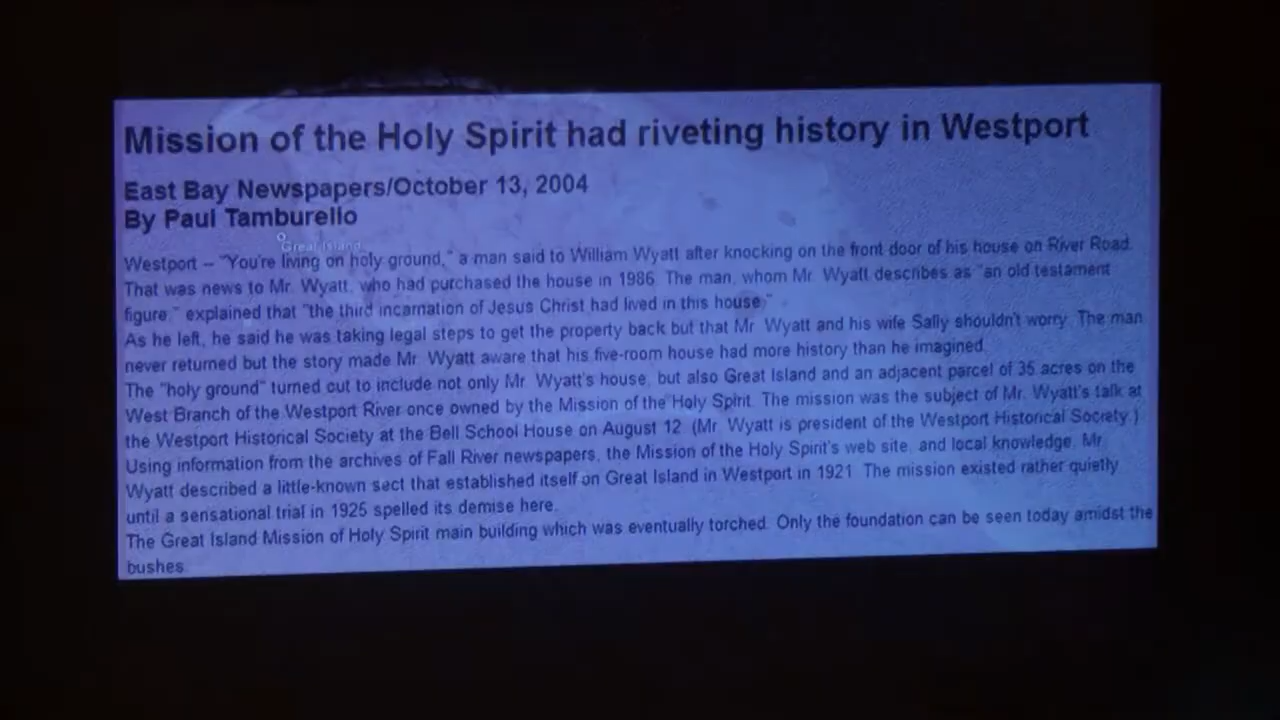 Mission of the Holy Spirit had riveting history in Westport
East Bay Newspapers/October 13, 2004
By Paul Tamburello
Great Island
Westport – "You're living on holy ground," a man said to William Wyatt after knocking on the front door of his house on River Road.
That was news to Mr. Wyatt, who had purchased the house in 1986. The man, whom Mr. Wyatt describes as "an old testament
figure," explained that "the third incarnation of Jesus Christ had lived in this house."
As he left, he said he was taking legal steps to get the property back but that Mr. Wyatt and his wife Sally shouldn't worry. The man
never returned but the story made Mr. Wyatt aware that his five-room house had more history than he imagined.
The "holy ground" turned out to include not only Mr. Wyatt's house, but also Great Island and an adjacent parcel of 35 acres on the
West Branch of the Westport River once owned by the Mission of the Holy Spirit. The mission was the subject of Mr. Wyatt's talk at
the Westport Historical Society at the Bell School House on August 12. (Mr. Wyatt is president of the Westport Historical Society.)
Using information from the archives of Fall River newspapers, the Mission of the Holy Spirit's web site, and local knowledge, Mr.
Wyatt described a little-known sect that established itself on Great Island in Westport in 1921. The mission existed rather quietly
until a sensational trial in 1925 spelled its demise here.
The Great Island Mission of Holy Spirit main building which was eventually torched. Only the foundation can be seen today amidst the
bushes.